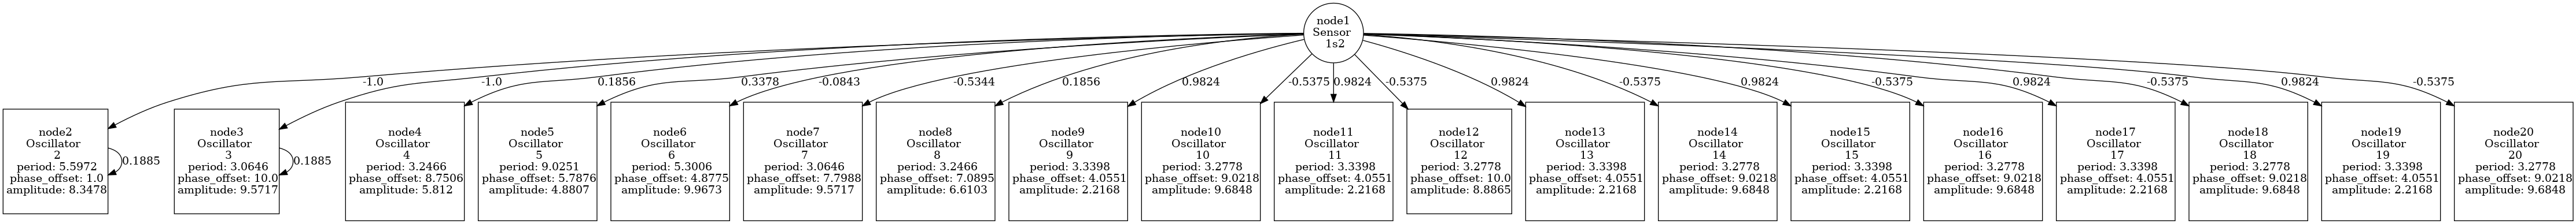 node1
Sensor
1s2
-1.0
-1.0
0.1856
0.3378
-0.0843
-0.5344
0.1856
0.9824
-0.5375
0.9824
-0.5375
0.9824
-0.5375
0.9824
-0.5375
0.9824
-0.5375
0.9824
-0.5375
node2
Oscillator
2
period: 5.5972
phase_offset: 1.0
amplitude: 8.3478
0.1885
node3
Oscillator
3
period: 3.0646
phase_offset: 10.0
amplitude: 9.5717
0.1885
node4
Oscillator
4
period: 3.2466
phase_offset: 8.7506
amplitude: 5.812
node5
Oscillator
5
period: 9.0251
phase_offset: 5.7876
amplitude: 4.8807
node6
Oscillator
6
period: 5.3006
phase_offset: 4.8775
amplitude: 9.9673
node7
Oscillator
7
period: 3.0646
phase_offset: 7.7988
amplitude: 9.5717
node8
Oscillator
8
period: 3.2466
phase_offset: 7.0895
amplitude: 6.6103
node9
Oscillator
9
period: 3.3398
phase_offset: 4.0551
amplitude: 2.2168
node10
Oscillator
10
period: 3.2778
phase_offset: 9.0218
amplitude: 9.6848
node11
Oscillator
11
period: 3.3398
phase_offset: 4.0551
amplitude: 2.2168
node12
Oscillator
12
period: 3.2778
phase_offset: 10.0
amplitude: 8.8865
node13
Oscillator
13
period: 3.3398
phase_offset: 4.0551
amplitude: 2.2168
node14
Oscillator
14
period: 3.2778
phase_offset: 9.0218
amplitude: 9.6848
node15
Oscillator
15
period: 3.3398
phase_offset: 4.0551
amplitude: 2.2168
node16
Oscillator
16
period: 3.2778
phase_offset: 9.0218
amplitude: 9.6848
node17
Oscillator
17
period: 3.3398
phase_offset: 4.0551
amplitude: 2.2168
node18
Oscillator
18
period: 3.2778
phase_offset: 9.0218
amplitude: 9.6848
node19
Oscillator
19
period: 3.3398
phase_offset: 4.0551
amplitude: 2.2168
node20
Oscillator
20
period: 3.2778
phase_offset: 9.0218
amplitude: 9.6848